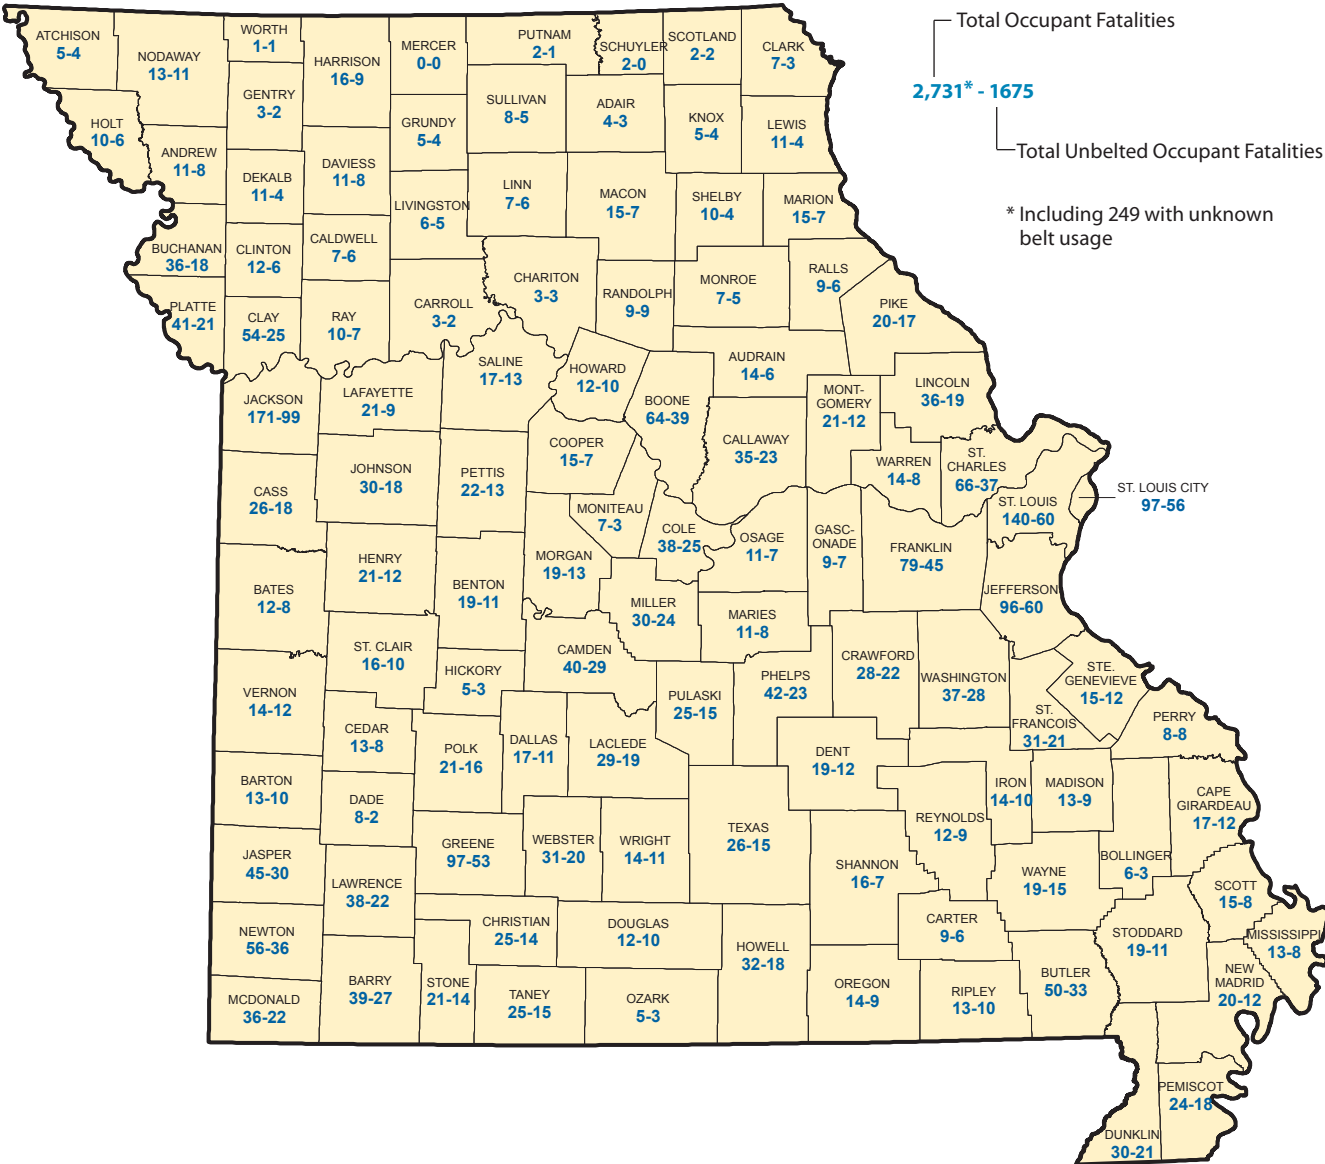 Total Occupant Fatalities
2,731* - 1675
Total Unbelted Occupant Fatalities
* Including 249 with unknown
belt usage
ATCHISON
5-4
NODAWAY
13-11
WORTH
1-1
HARRISON
16-9
MERCER
0-0
PUTNAM
2-1
SCHUYLER
2-0
SCOTLAND
2-2
CLARK
7-3
HOLT
10-6
ANDREW
11-8
GENTRY
3-2
DEKALB
11-4
DAVIESS
11-8
GRUNDY
5-4
SULLIVAN
8-5
ADAIR
4-3
KNOX
5-4
LEWIS
11-4
LIVINGSTON
6-5
LINN
7-6
MACON
15-7
SHELBY
10-4
MARION
15-7
BUCHANAN
36-18
CLINTON
12-6
CALDWELL
7-6
CARROLL
3-2
CHARITON
3-3
RANDOLPH
9-9
MONROE
7-5
RALLS
9-6
PIKE
20-17
PLATTE
41-21
CLAY
54-25
RAY
10-7
SALINE
17-13
HOWARD
12-10
BOONE
64-39
AUDRAIN
14-6
MONT-
GOMERY
21-12
LINCOLN
36-19
JACKSON
171-99
LAFAYETTE
21-9
COOPER
15-7
CALLAWAY
35-23
WARREN
14-8
ST.
CHARLES
66-37
ST. LOUIS
140-60
ST. LOUIS CITY
97-56
CASS
26-18
JOHNSON
30-18
PETTIS
22-13
MONITEAU
7-3
COLE
38-25
OSAGE
11-7
GASC-
ONADE
9-7
FRANKLIN
79-45
JEFFERSON
96-60
BATES
12-8
HENRY
21-12
BENTON
19-11
MORGAN
19-13
MILLER
30-24
MARIES
11-8
ST. CLAIR
16-10
HICKORY
5-3
CAMDEN
40-29
PULASKI
25-15
PHELPS
42-23
CRAWFORD
28-22
WASHINGTON
37-28
STE.
GENEVIEVE
15-12
ST.
FRANCOIS
31-21
PERRY
8-8
VERNON
14-12
CEDAR
13-8
POLK
21-16
DALLAS
17-11
LACLEDE
29-19
DENT
19-12
IRON
14-10
MADISON
13-9
CAPE
GIRARDEAU
17-12
BARTON
13-10
DADE
8-2
GREENE
97-53
WEBSTER
31-20
WRIGHT
14-11
TEXAS
26-15
REYNOLDS
12-9
BOLLINGER
6-3
JASPER
45-30
LAWRENCE
38-22
SHANNON
16-7
WAYNE
19-15
SCOTT
15-8
NEWTON
56-36
CHRISTIAN
25-14
DOUGLAS
12-10
HOWELL
32-18
CARTER
9-6
STODDARD
19-11
MISSISSIPPI
13-8
MCDONALD
36-22
BARRY
39-27
STONE
21-14
TANEY
25-15
OZARK
5-3
OREGON
14-9
RIPLEY
13-10
BUTLER
50-33
NEW
MADRID
20-12
PEMISCOT
24-18
DUNKLIN
30-21